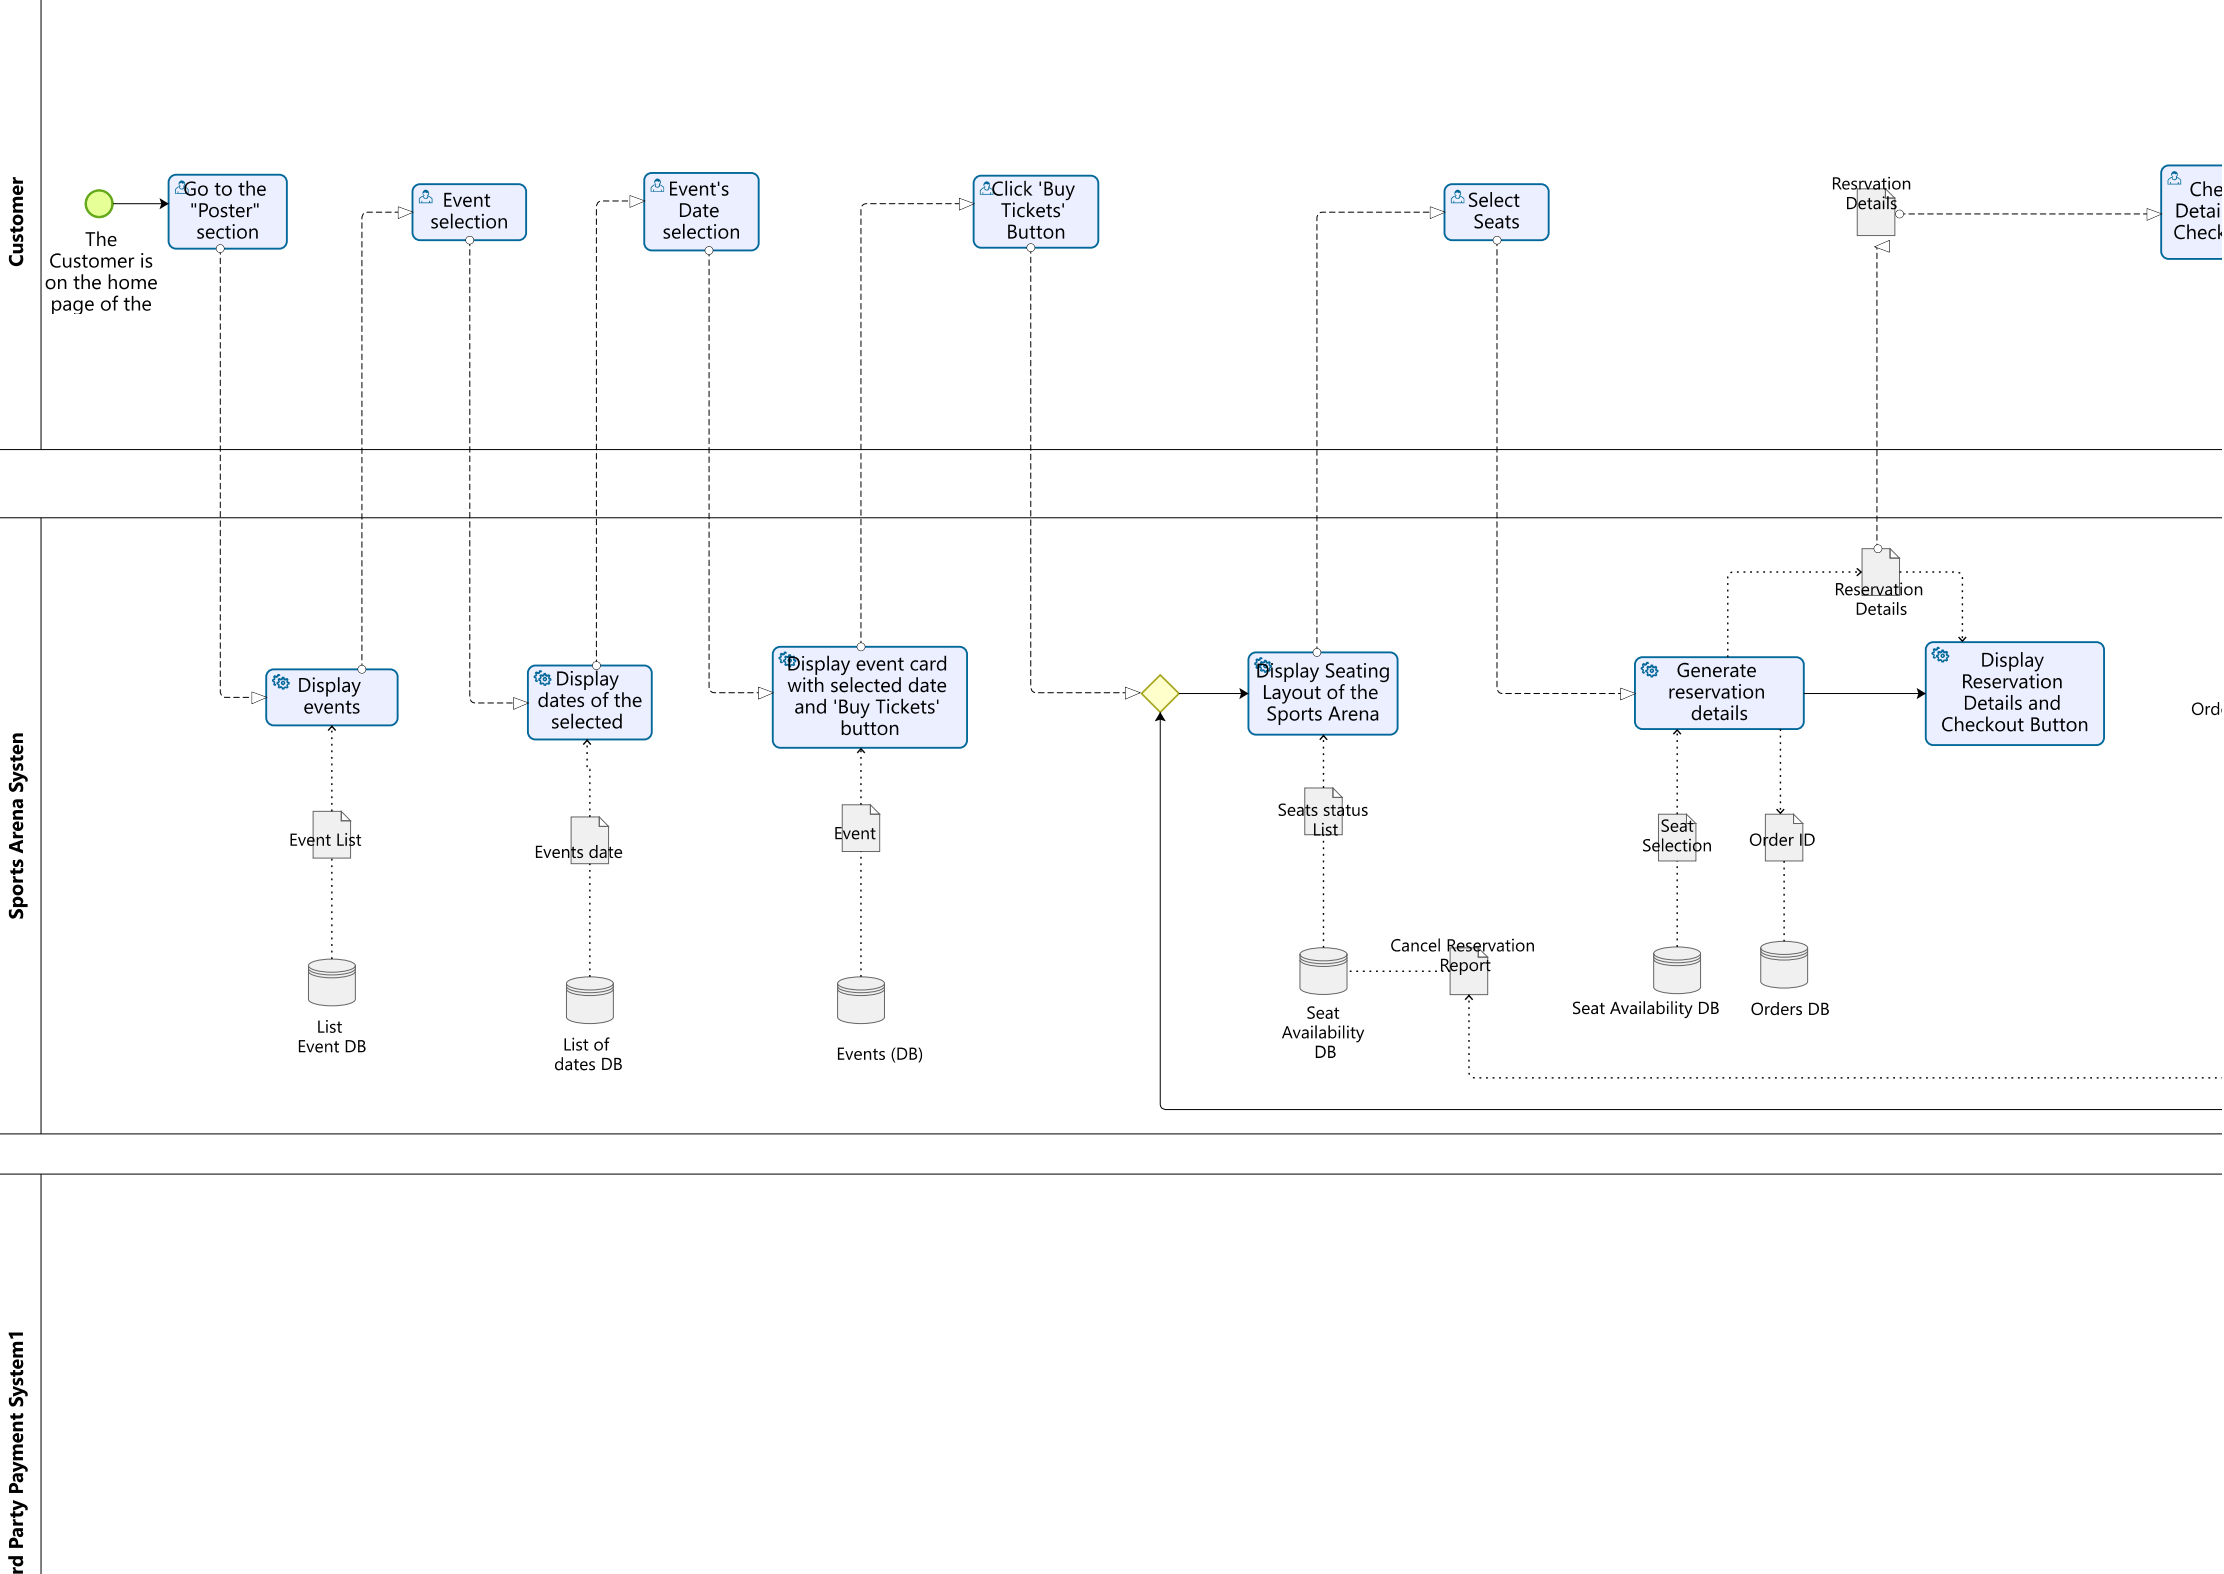 Customer
The
Customer is
on the home
page of the
Go to the
"Poster"
section
Event
selection
Event's
Date
selection
Click 'Buy
Tickets'
Button
Select
Seats
Resrvation
Details
Che
Detai
Check
Sports Arena Systen
Display
events
Display
dates of the
selected
Display event card
with selected date
and 'Buy Tickets'
button
Display Seating
Layout of the
Sports Arena
Generate
reservation
details
Reservation
Details
Display
Reservation
Details and
Checkout Button
Orde
Event List
Events date
Event
Seats status
List
Seat
Selection
Order ID
Cancel Reservation
Report
List
Event DB
List of
dates DB
Events (DB)
Seat
Availability
DB
Seat Availability DB
Orders DB
rd Party Payment System1